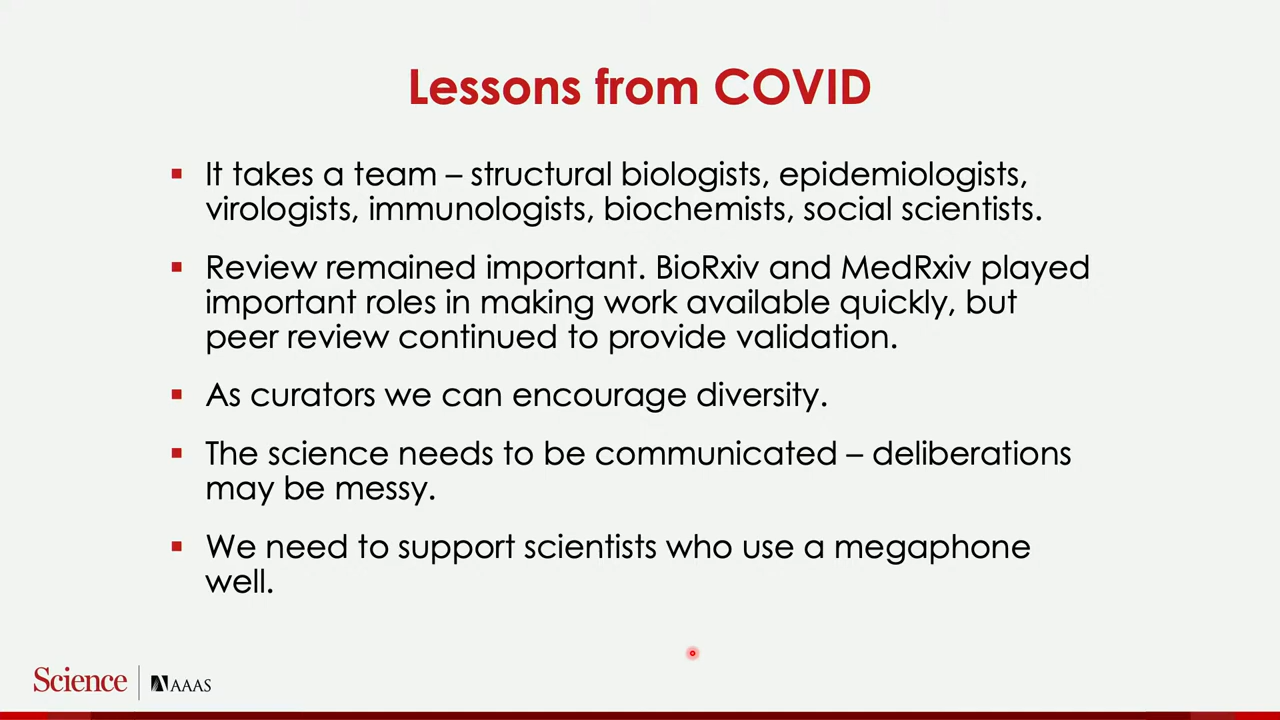 Lessons from COVID
▪ It takes a team – structural biologists, epidemiologists,
virologists, immunologists, biochemists, social scientists.
▪ Review remained important. BioRxiv and MedRxiv played
important roles in making work available quickly, but
peer review continued to provide validation.
▪ As curators we can encourage diversity.
▪ The science needs to be communicated – deliberations
may be messy.
▪ We need to support scientists who use a megaphone
well.
Science AAAS